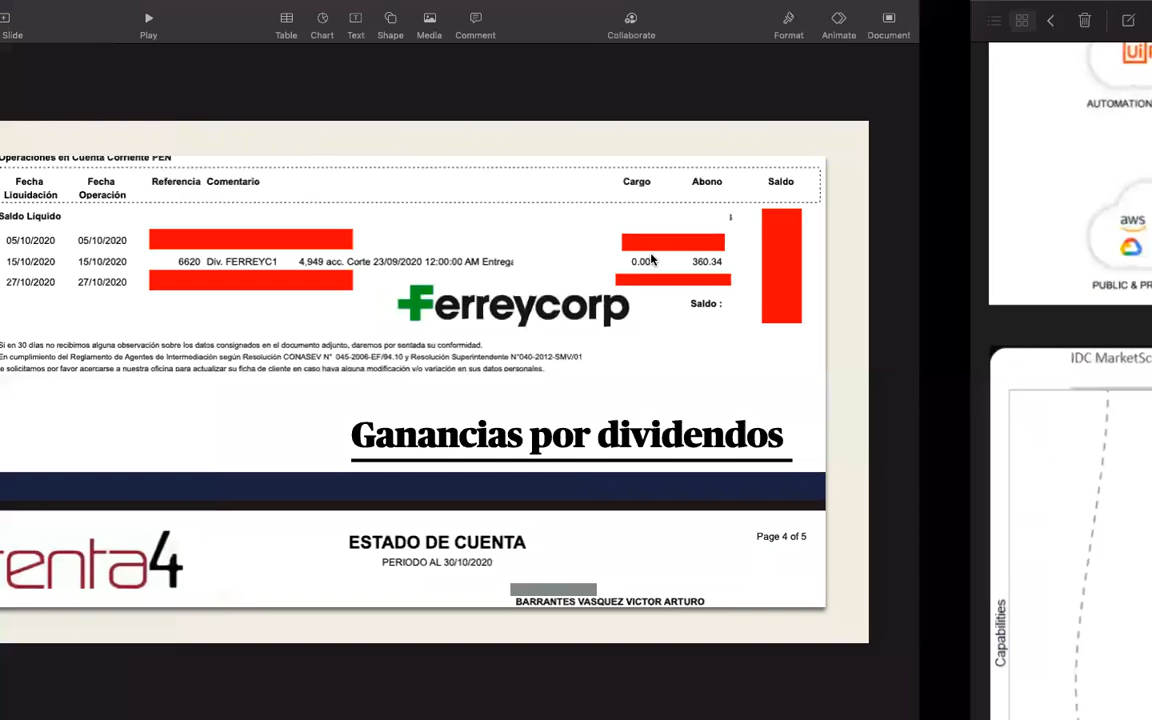 Slide
Play
Table
Chart
Text
Shape
Media
Comment
Collaborate
Format
Animate
Document
AUTOMATION
Operaciones en Cuenta Corriente PEN
Fecha Liquidación
Fecha Operación
Referencia
Comentario
Cargo
Abono
Saldo
Saldo Líquido
05/10/2020 05/10/2020
15/10/2020 15/10/2020 6620 Div. FERREYC1 4,949 acc. Corte 23/09/2020 12:00:00 AM Entrega 0.00 360.34
27/10/2020 27/10/2020
Ferreycorp
Saldo :
Si en 30 días no recibimos alguna observación sobre los datos consignados en el documento adjunto, daremos por sentada su conformidad.
En cumplimiento del Reglamento de Agentes de Intermediación según Resolución CONASEV N° 045-2006-EF/94.10 y Resolución Superintendente N°040-2012-SMV/01
e solicitamos por favor acercarse a nuestra oficina para actualizar su ficha de cliente en caso haya alguna modificación y/o variación en sus datos personales.
Ganancias por dividendos
enta4
ESTADO DE CUENTA
PERIODO AL 30/10/2020
Page 4 of 5
BARRANTES VASQUEZ VICTOR ARTURO
aws
PUBLIC & PR
IDC MarketSc
Capabilities